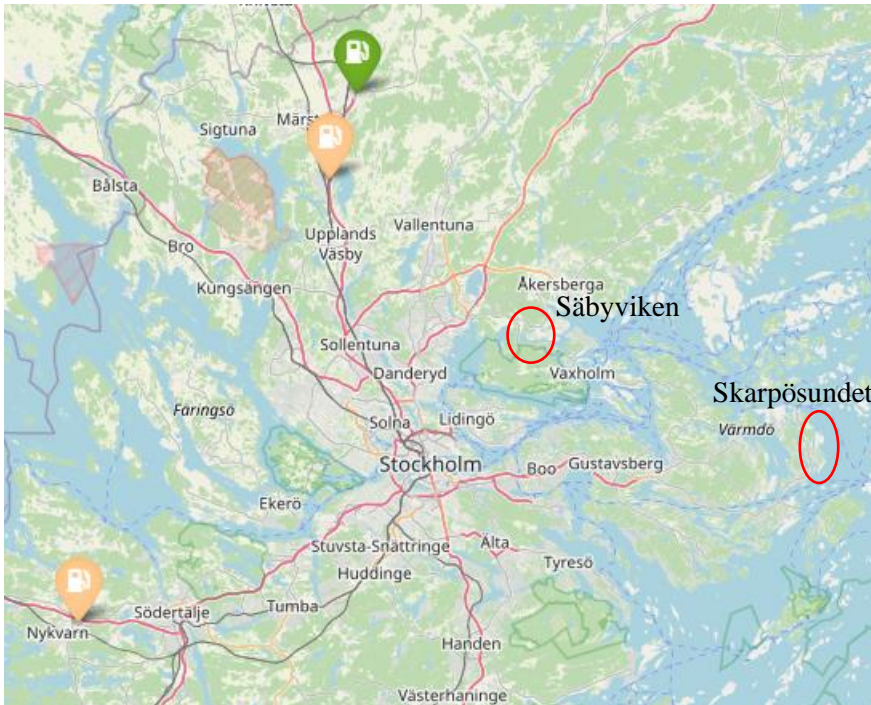 Märst
Sigtuna
Bålsta
Vallentuna
Upplands
Väsby
Bro
Åkersberga
Kungsängen
Säbyviken
Sollentuna
Danderyd
Vaxholm
Skarpösundet
Färingsö
Lidingö
Värmdö
Solna
Stockholm
Boo
Gustavsberg
Ekerö
Stuvsta-Snättringe
Älta
Huddinge
Tyresö
Södertälje
Tumba
Nykvarn
Handen
Västerhaninge